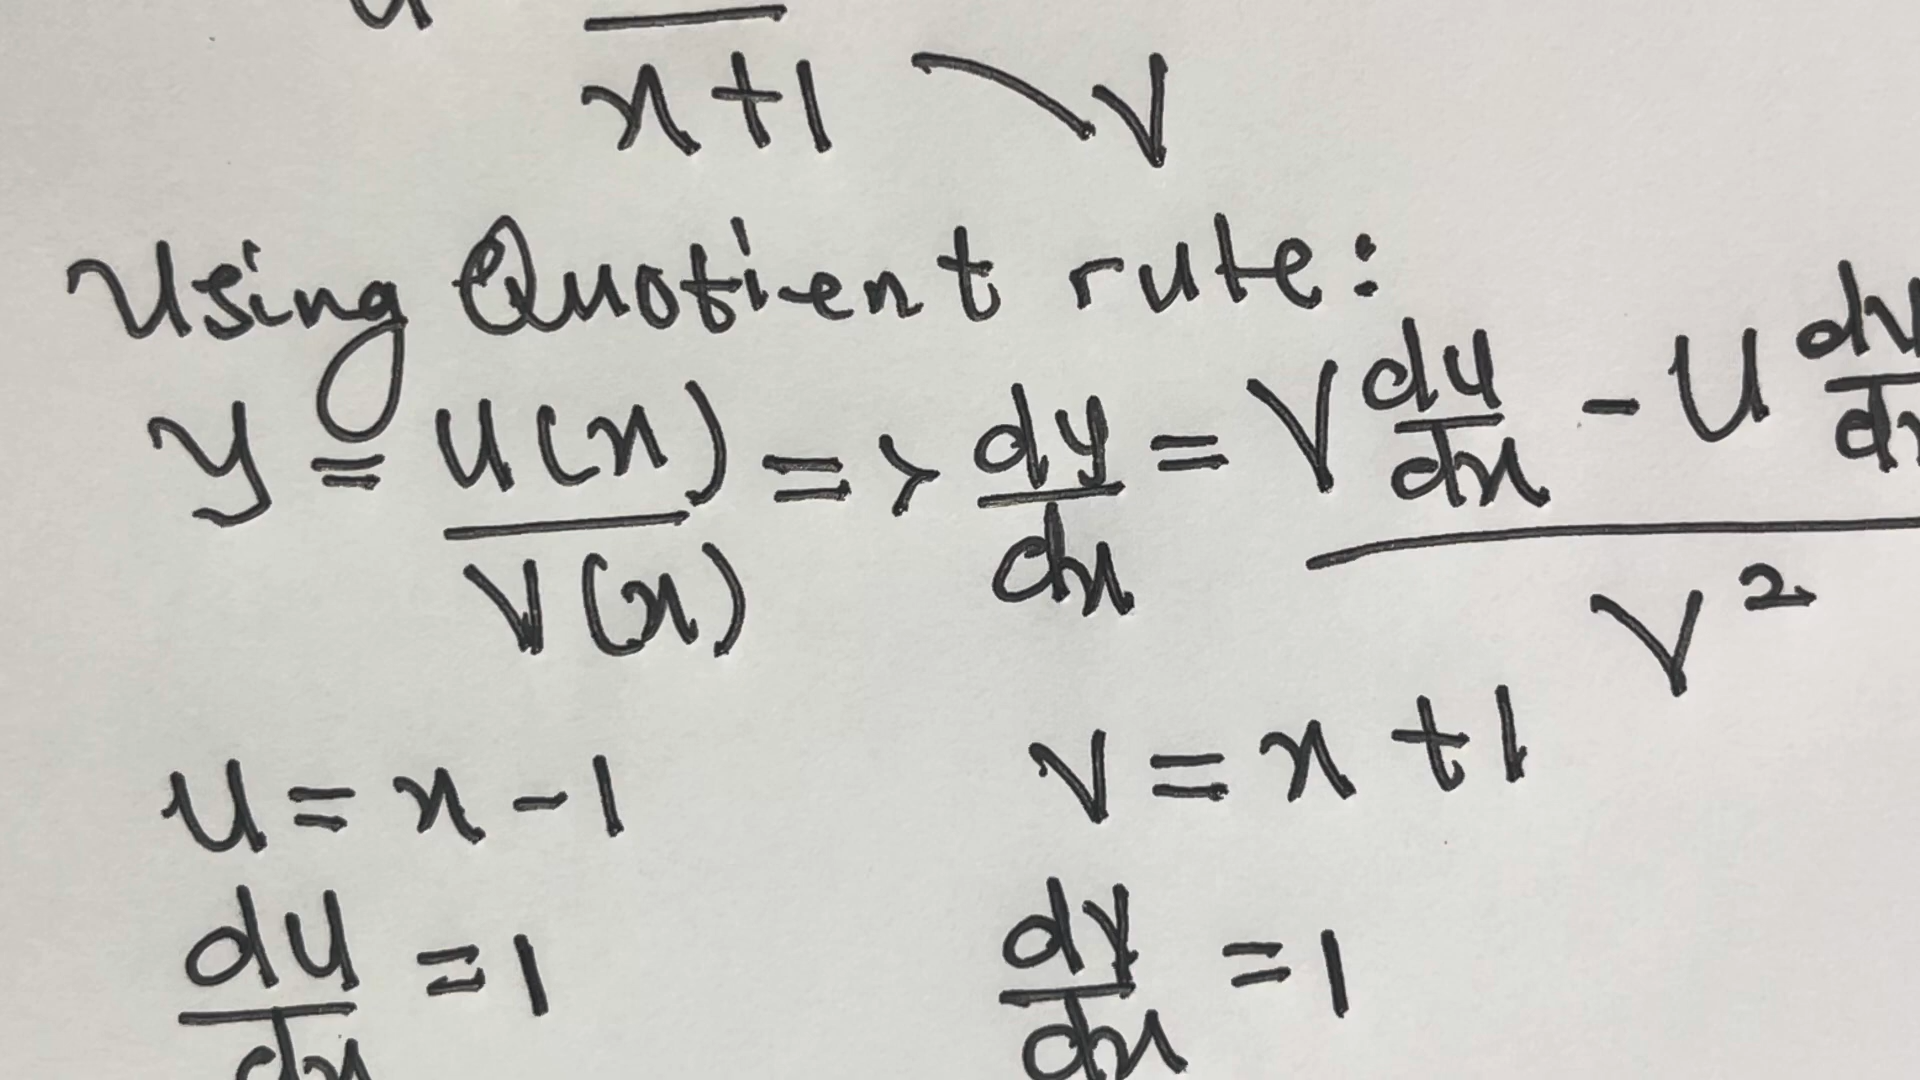 x+1 V
Using Quotient rule:
y = u(x)/V(x) => dy/dx = V du/dx - U dv/dx / V²
u = x - 1 v = x + 1
du/dx = 1 dv/dx = 1